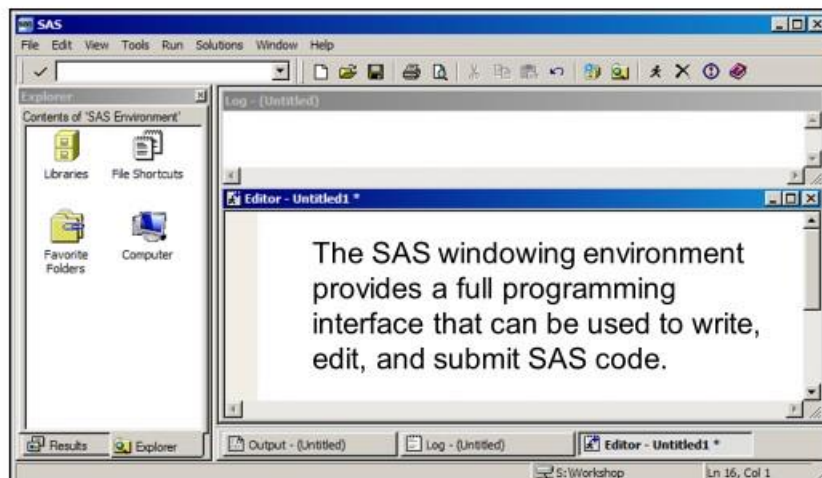 SAS
File Edit View Tools Run Solutions Window Help
Explorer
Contents of 'SAS Environment'
Libraries
File Shortcuts
Favorite
Folders
Computer
Log - (Untitled)
Editor - Untitled1 *
The SAS windowing environment
provides a full programming
interface that can be used to write,
edit, and submit SAS code.
Results
Explorer
Output - (Untitled)
Log - (Untitled)
Editor - Untitled1 *
S:\Workshop
Ln 16, Col 1